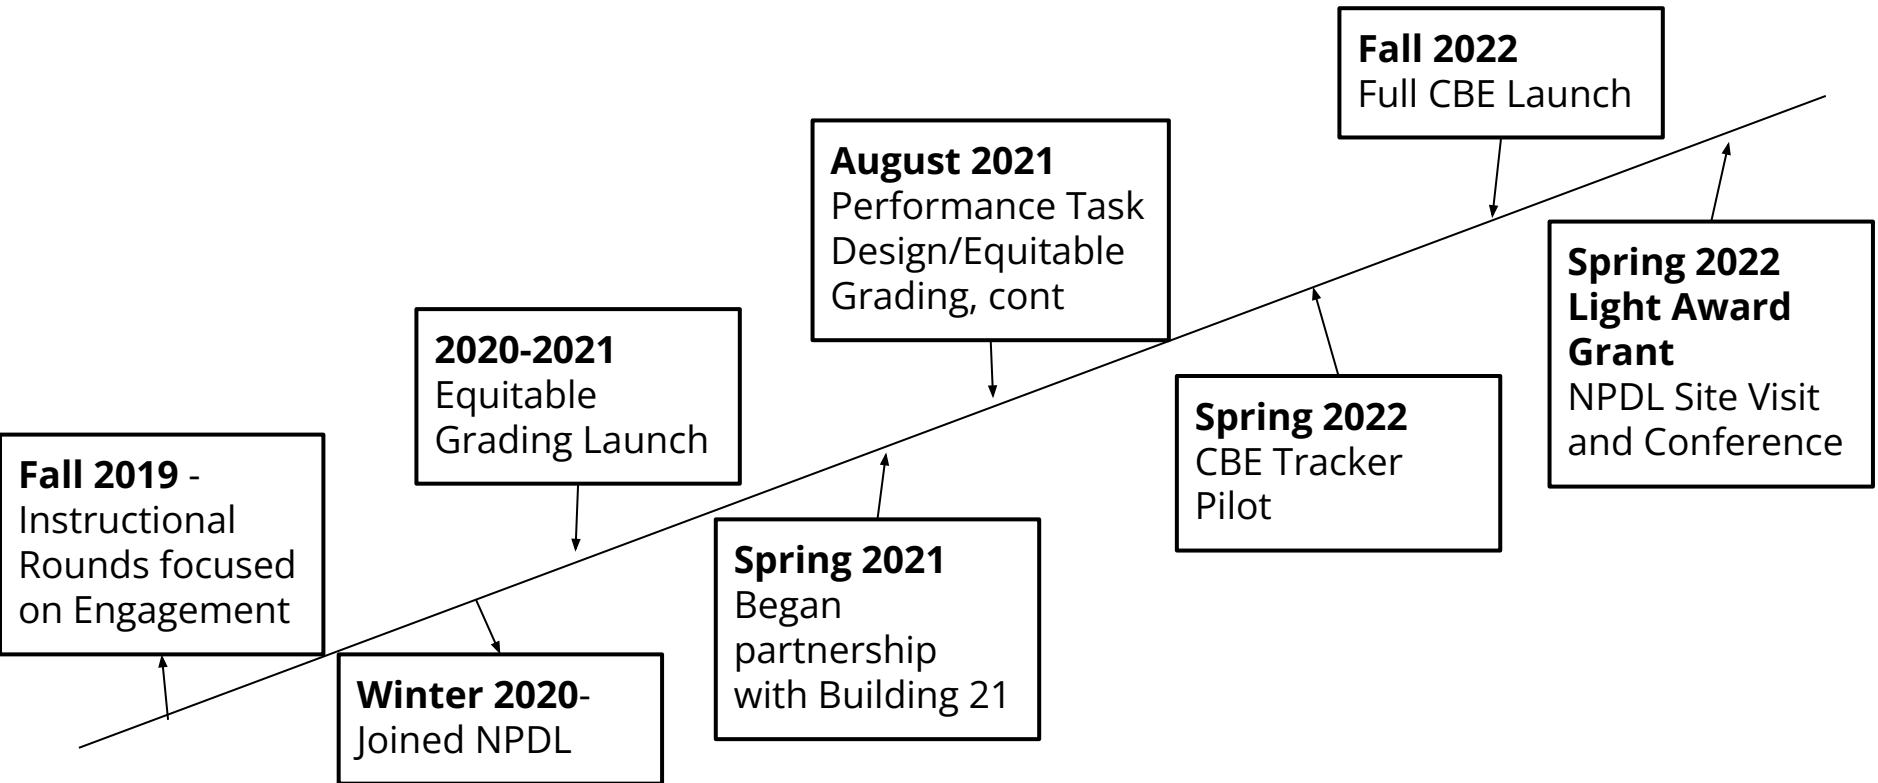 Fall 2019 -
Instructional
Rounds focused
on Engagement
Winter 2020-
Joined NPDL
2020-2021
Equitable
Grading Launch
Spring 2021
Began
partnership
with Building 21
August 2021
Performance Task
Design/Equitable
Grading, cont
Spring 2022
CBE Tracker
Pilot
Fall 2022
Full CBE Launch
Spring 2022
Light Award
Grant
NPDL Site Visit
and Conference